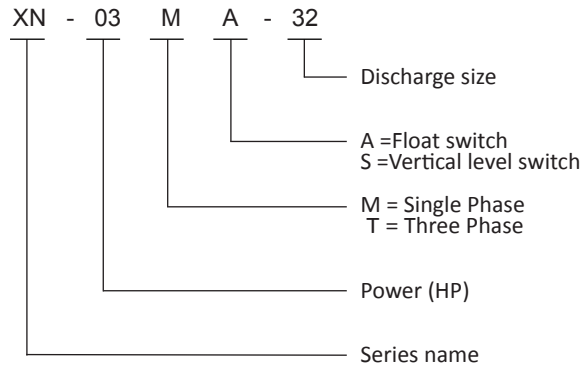 XN - 03 M A - 32
Discharge size
A =Float switch
S =Vertical level switch
M = Single Phase
T = Three Phase
Power (HP)
Series name